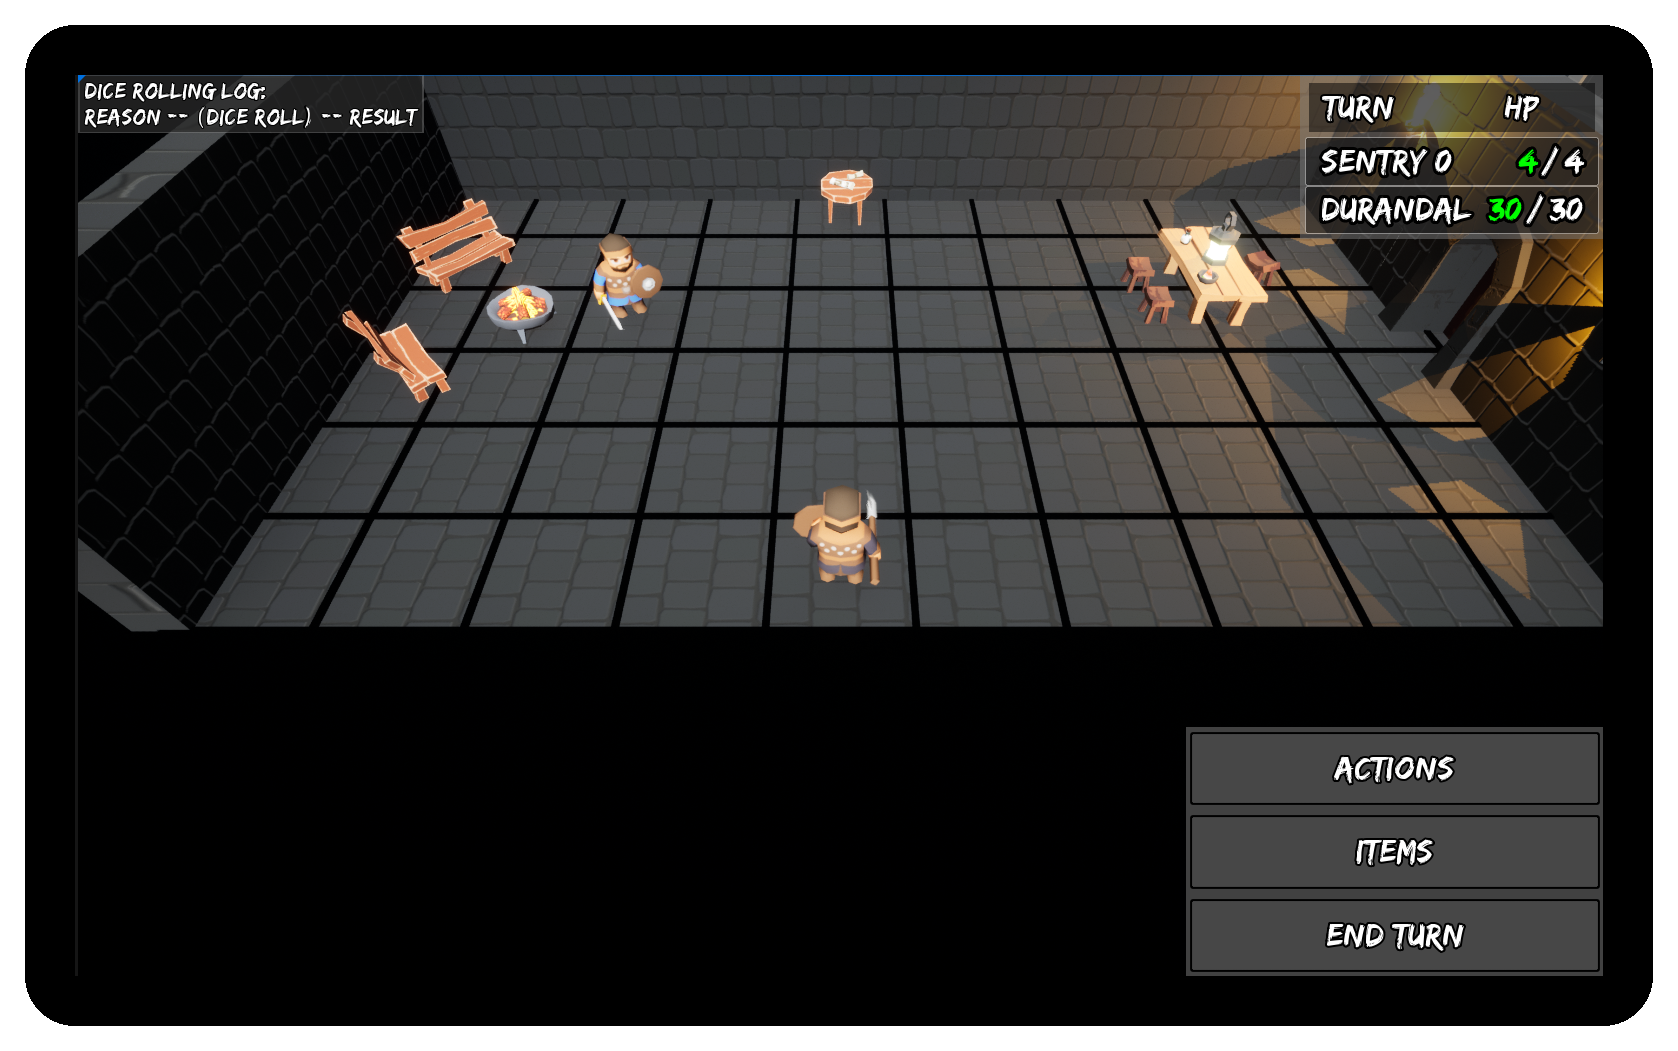 DICE ROLLING LOG:
REASON -- (DICE ROLL) -- RESULT
TURN HP
SENTRY 0 4/4
DURANDAL 30/30
ACTIONS
ITEMS
END TURN